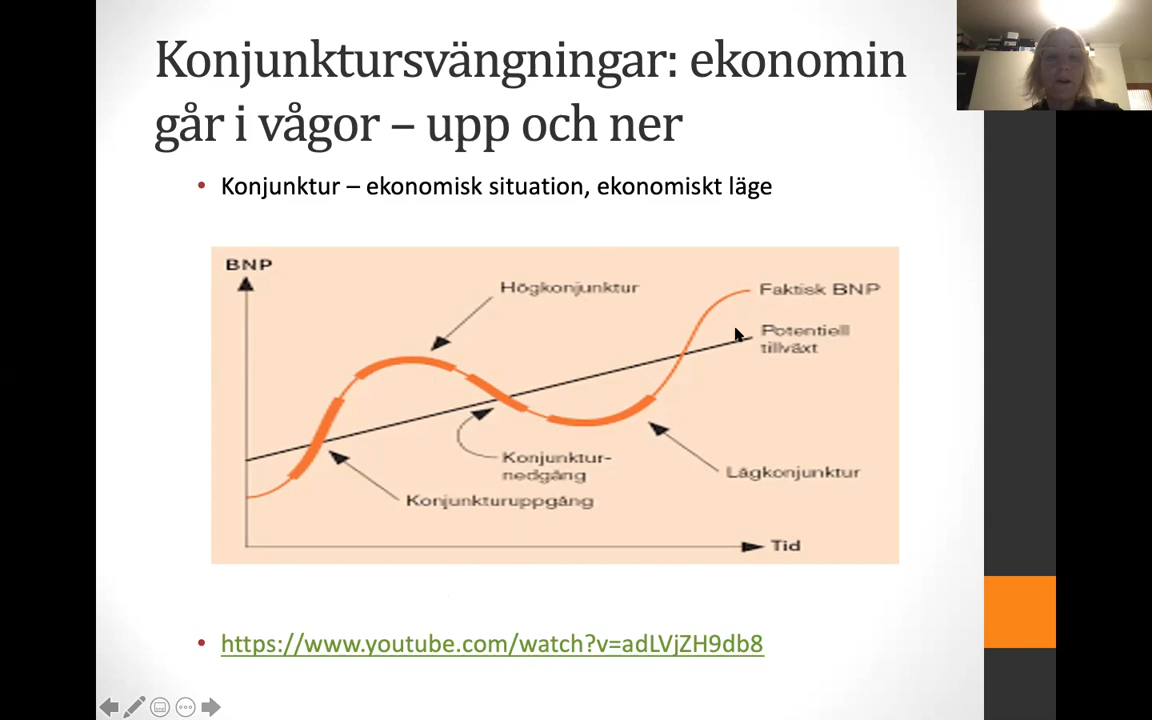 Konjunktursvängningar: ekonomin
går i vågor – upp och ner
• Konjunktur – ekonomisk situation, ekonomiskt läge
BNP
Högkonjunktur
Faktisk BNP
Potentiell
tillväxt
Konjunktur-
nedgång
Lågkonjunktur
Konjunkturuppgång
Tid
• https://www.youtube.com/watch?v=adLVjZH9db8